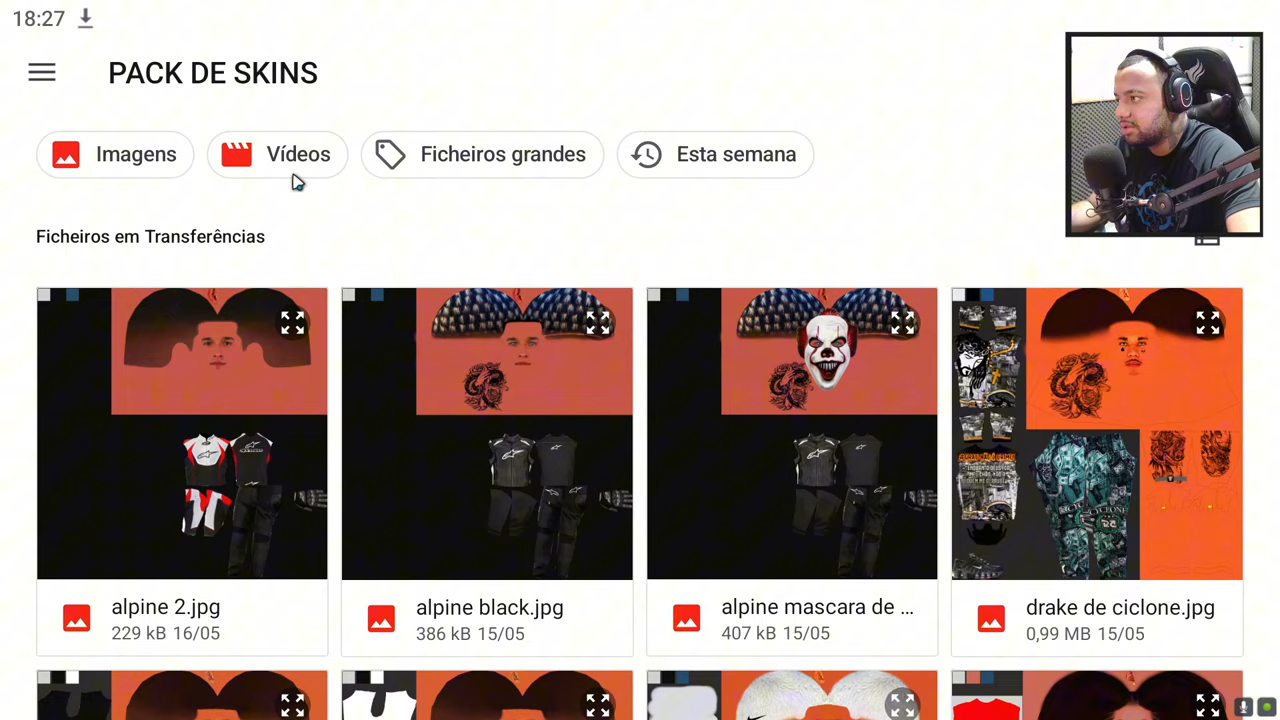 18:27
PACK DE SKINS
Imagens
Vídeos
Ficheiros grandes
Esta semana
Ficheiros em Transferências
alpine 2.jpg
229 kB 16/05
alpine black.jpg
386 kB 15/05
alpine mascara de ...
407 kB 15/05
drake de ciclone.jpg
0,99 MB 15/05
CYCLONE